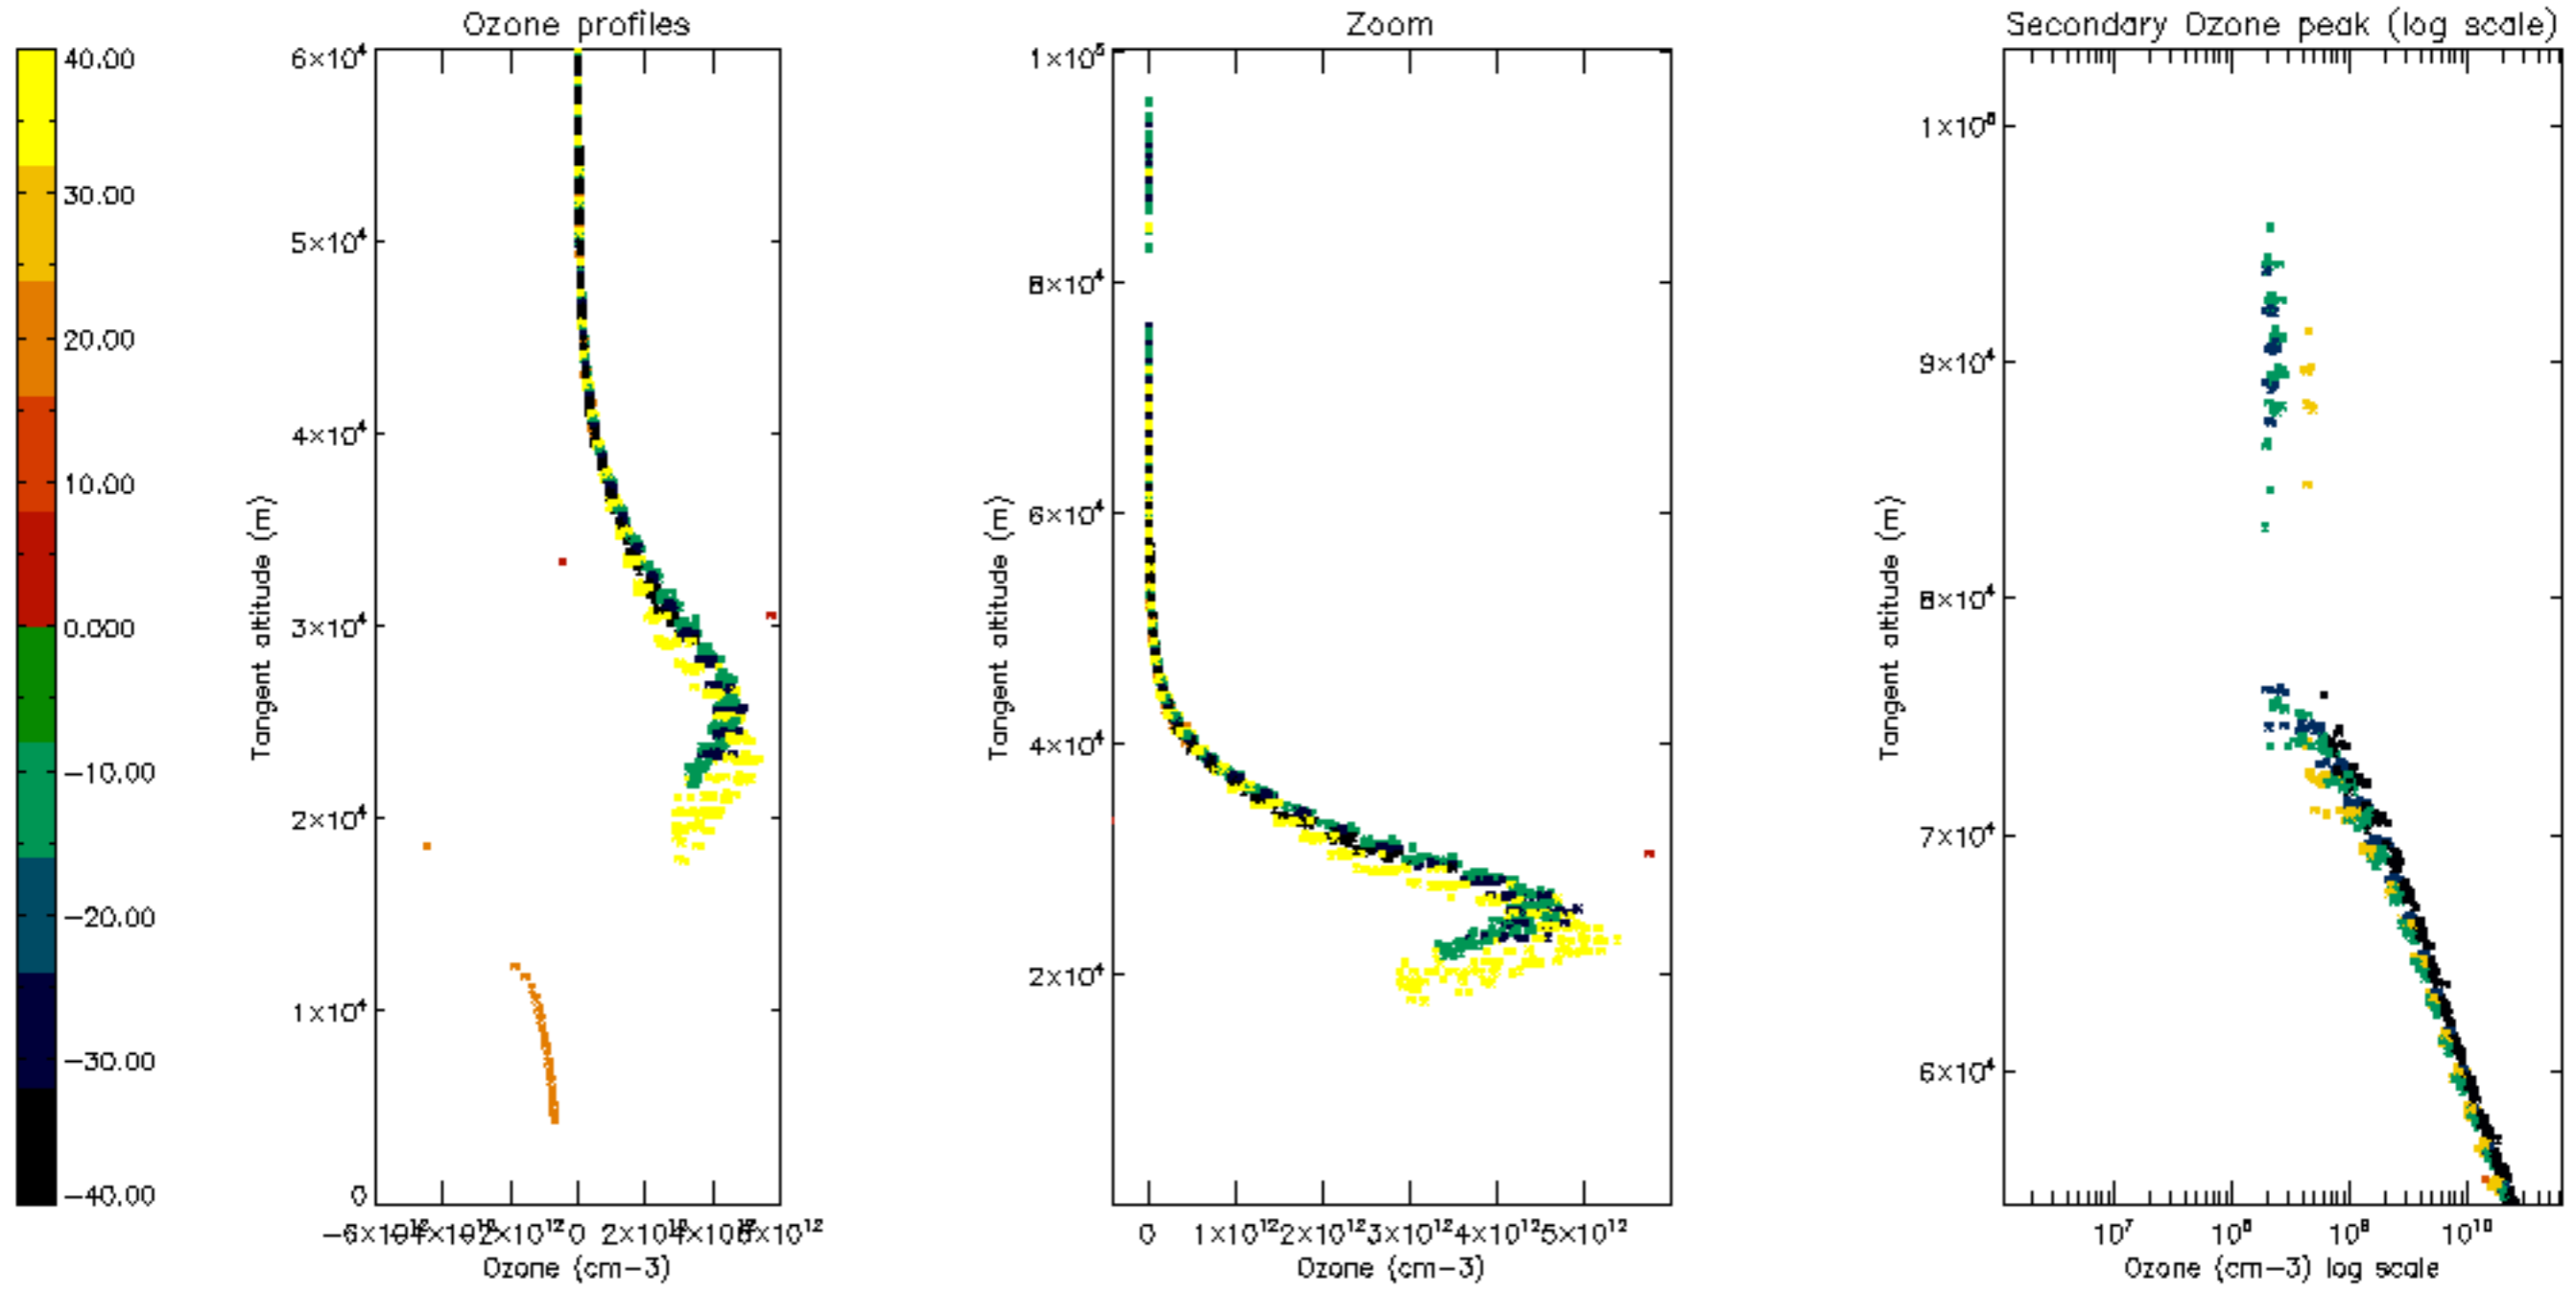 Ozone profiles
Zoom
Secondary Ozone peak (log scale)
40.00
30.00
20.00
10.00
0.000
-10.00
-20.00
-30.00
-40.00
6×10⁴
5×10⁴
4×10⁴
3×10⁴
2×10⁴
1×10⁴
0
Tangent altitude (m)
0
Ozone (cm-3)
1×10⁵
8×10⁴
6×10⁴
4×10⁴
2×10⁴
Tangent altitude (m)
0 1×10¹² 2×10¹² 3×10¹² 4×10¹² 5×10¹²
Ozone (cm-3)
1×10⁵
9×10⁴
8×10⁴
7×10⁴
6×10⁴
Tangent altitude (m)
10⁷ 10⁸ 10⁹ 10¹⁰
Ozone (cm-3) log scale